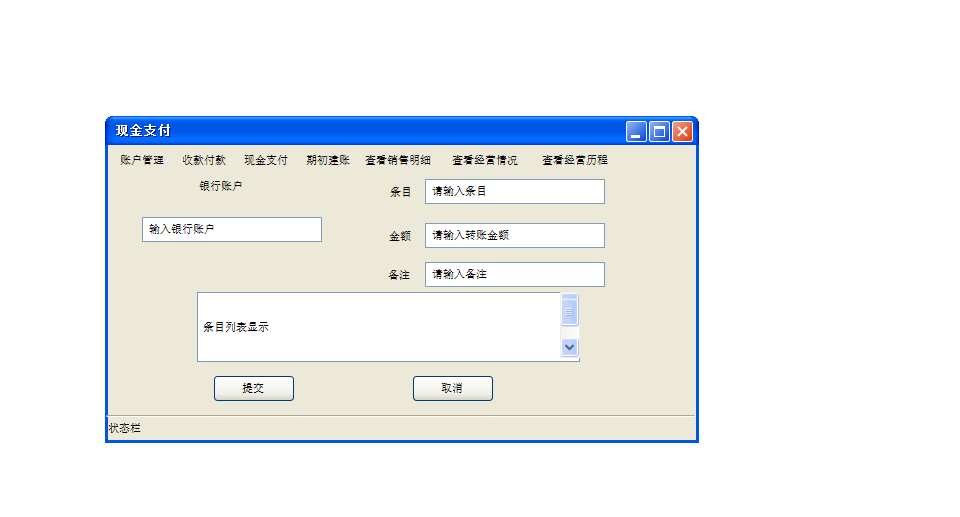 现金支付
账户管理 收款付款 现金支付 期初建账 查看销售明细 查看经营情况 查看经营历程
银行账户
条目 请输入条目
输入银行账户
金额 请输入转账金额
备注 请输入备注
条目列表显示
提交 取消
状态栏